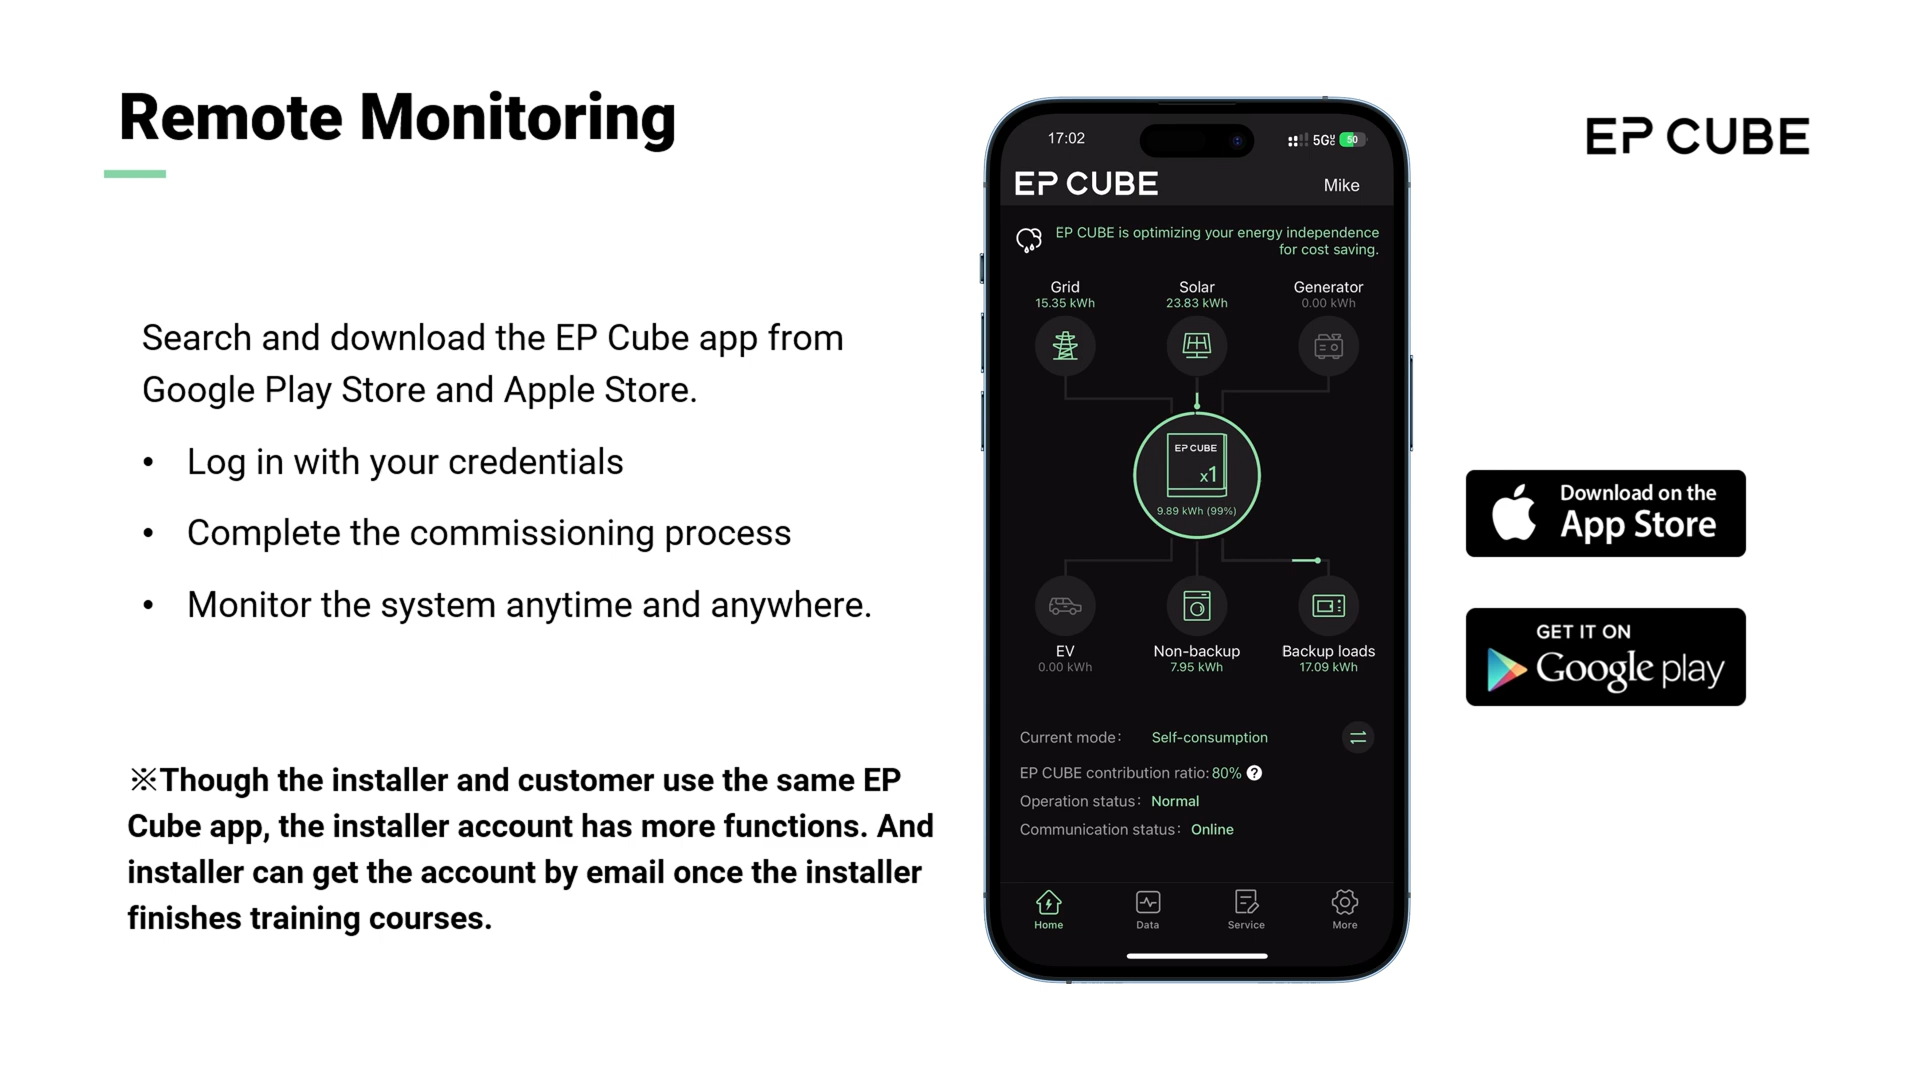 Remote Monitoring
EP CUBE
Search and download the EP Cube app from
Google Play Store and Apple Store.
• Log in with your credentials
• Complete the commissioning process
• Monitor the system anytime and anywhere.
※Though the installer and customer use the same EP
Cube app, the installer account has more functions. And
installer can get the account by email once the installer
finishes training courses.
17:02
5G
50
EP CUBE
Mike
EP CUBE is optimizing your energy independence
for cost saving.
Grid
15.35 kWh
Solar
23.83 kWh
Generator
0.00 kWh
EP CUBE
x1
9.89 kWh (99%)
EV
0.00 kWh
Non-backup
7.95 kWh
Backup loads
17.09 kWh
Current mode: Self-consumption
EP CUBE contribution ratio: 80% ?
Operation status: Normal
Communication status: Online
Home
Data
Service
More
Download on the
App Store
GET IT ON
Google play